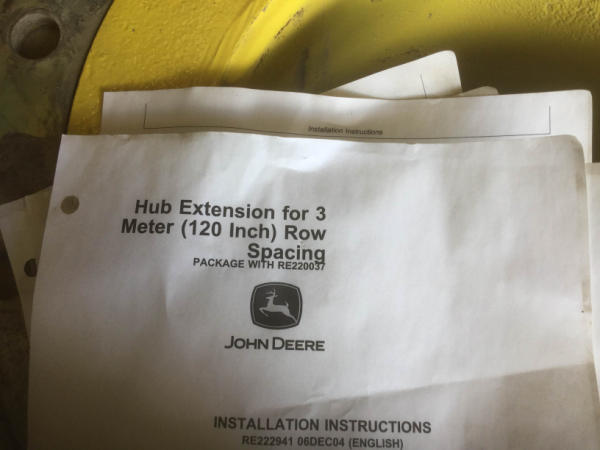 Installation Instructions
Hub Extension for 3
Meter (120 Inch) Row
Spacing
PACKAGE WITH RE220037
JOHN DEERE
INSTALLATION INSTRUCTIONS
RE222941 06DEC04 (ENGLISH)